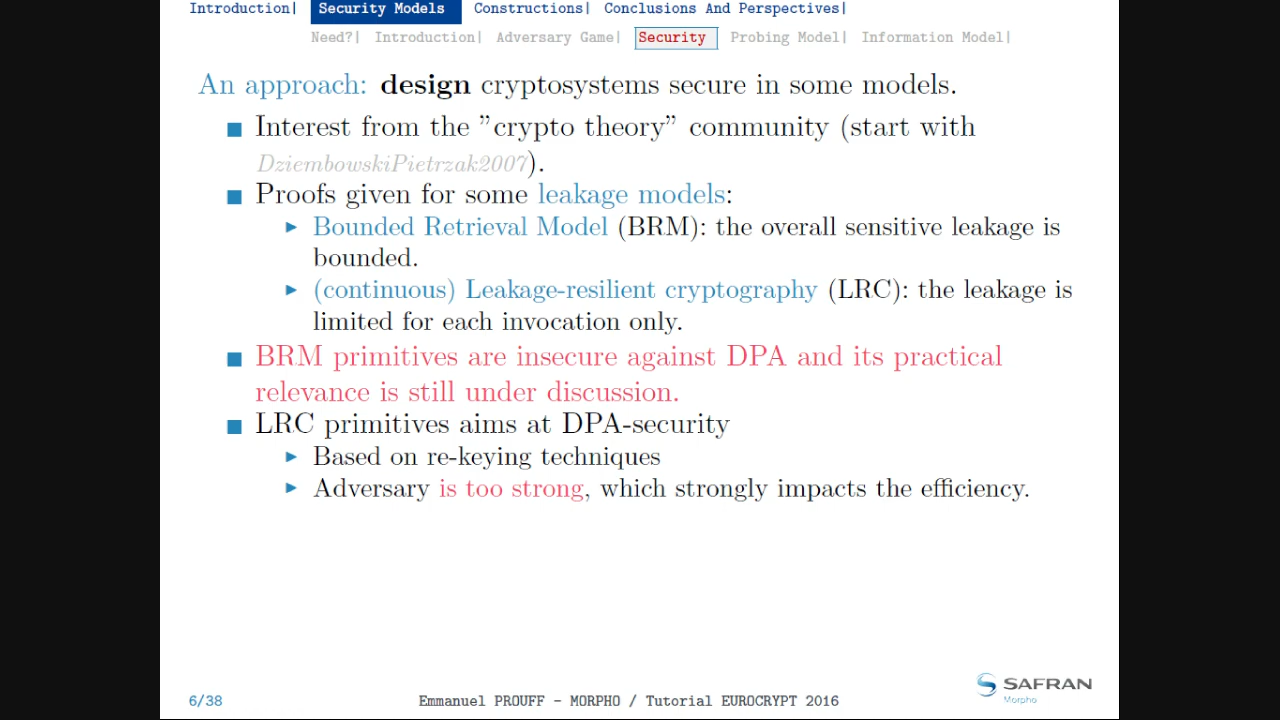 Introduction| Security Models Constructions| Conclusions And Perspectives|
Need?| Introduction| Adversary Game| Security Probing Model| Information Model|
An approach: design cryptosystems secure in some models.
■ Interest from the ”crypto theory” community (start with
DziembowskiPietrzak2007).
■ Proofs given for some leakage models:
▶ Bounded Retrieval Model (BRM): the overall sensitive leakage is
bounded.
▶ (continuous) Leakage-resilient cryptography (LRC): the leakage is
limited for each invocation only.
■ BRM primitives are insecure against DPA and its practical
relevance is still under discussion.
■ LRC primitives aims at DPA-security
▶ Based on re-keying techniques
▶ Adversary is too strong, which strongly impacts the efficiency.
SAFRAN
Morpho
6/38 Emmanuel PROUFF - MORPHO / Tutorial EUROCRYPT 2016